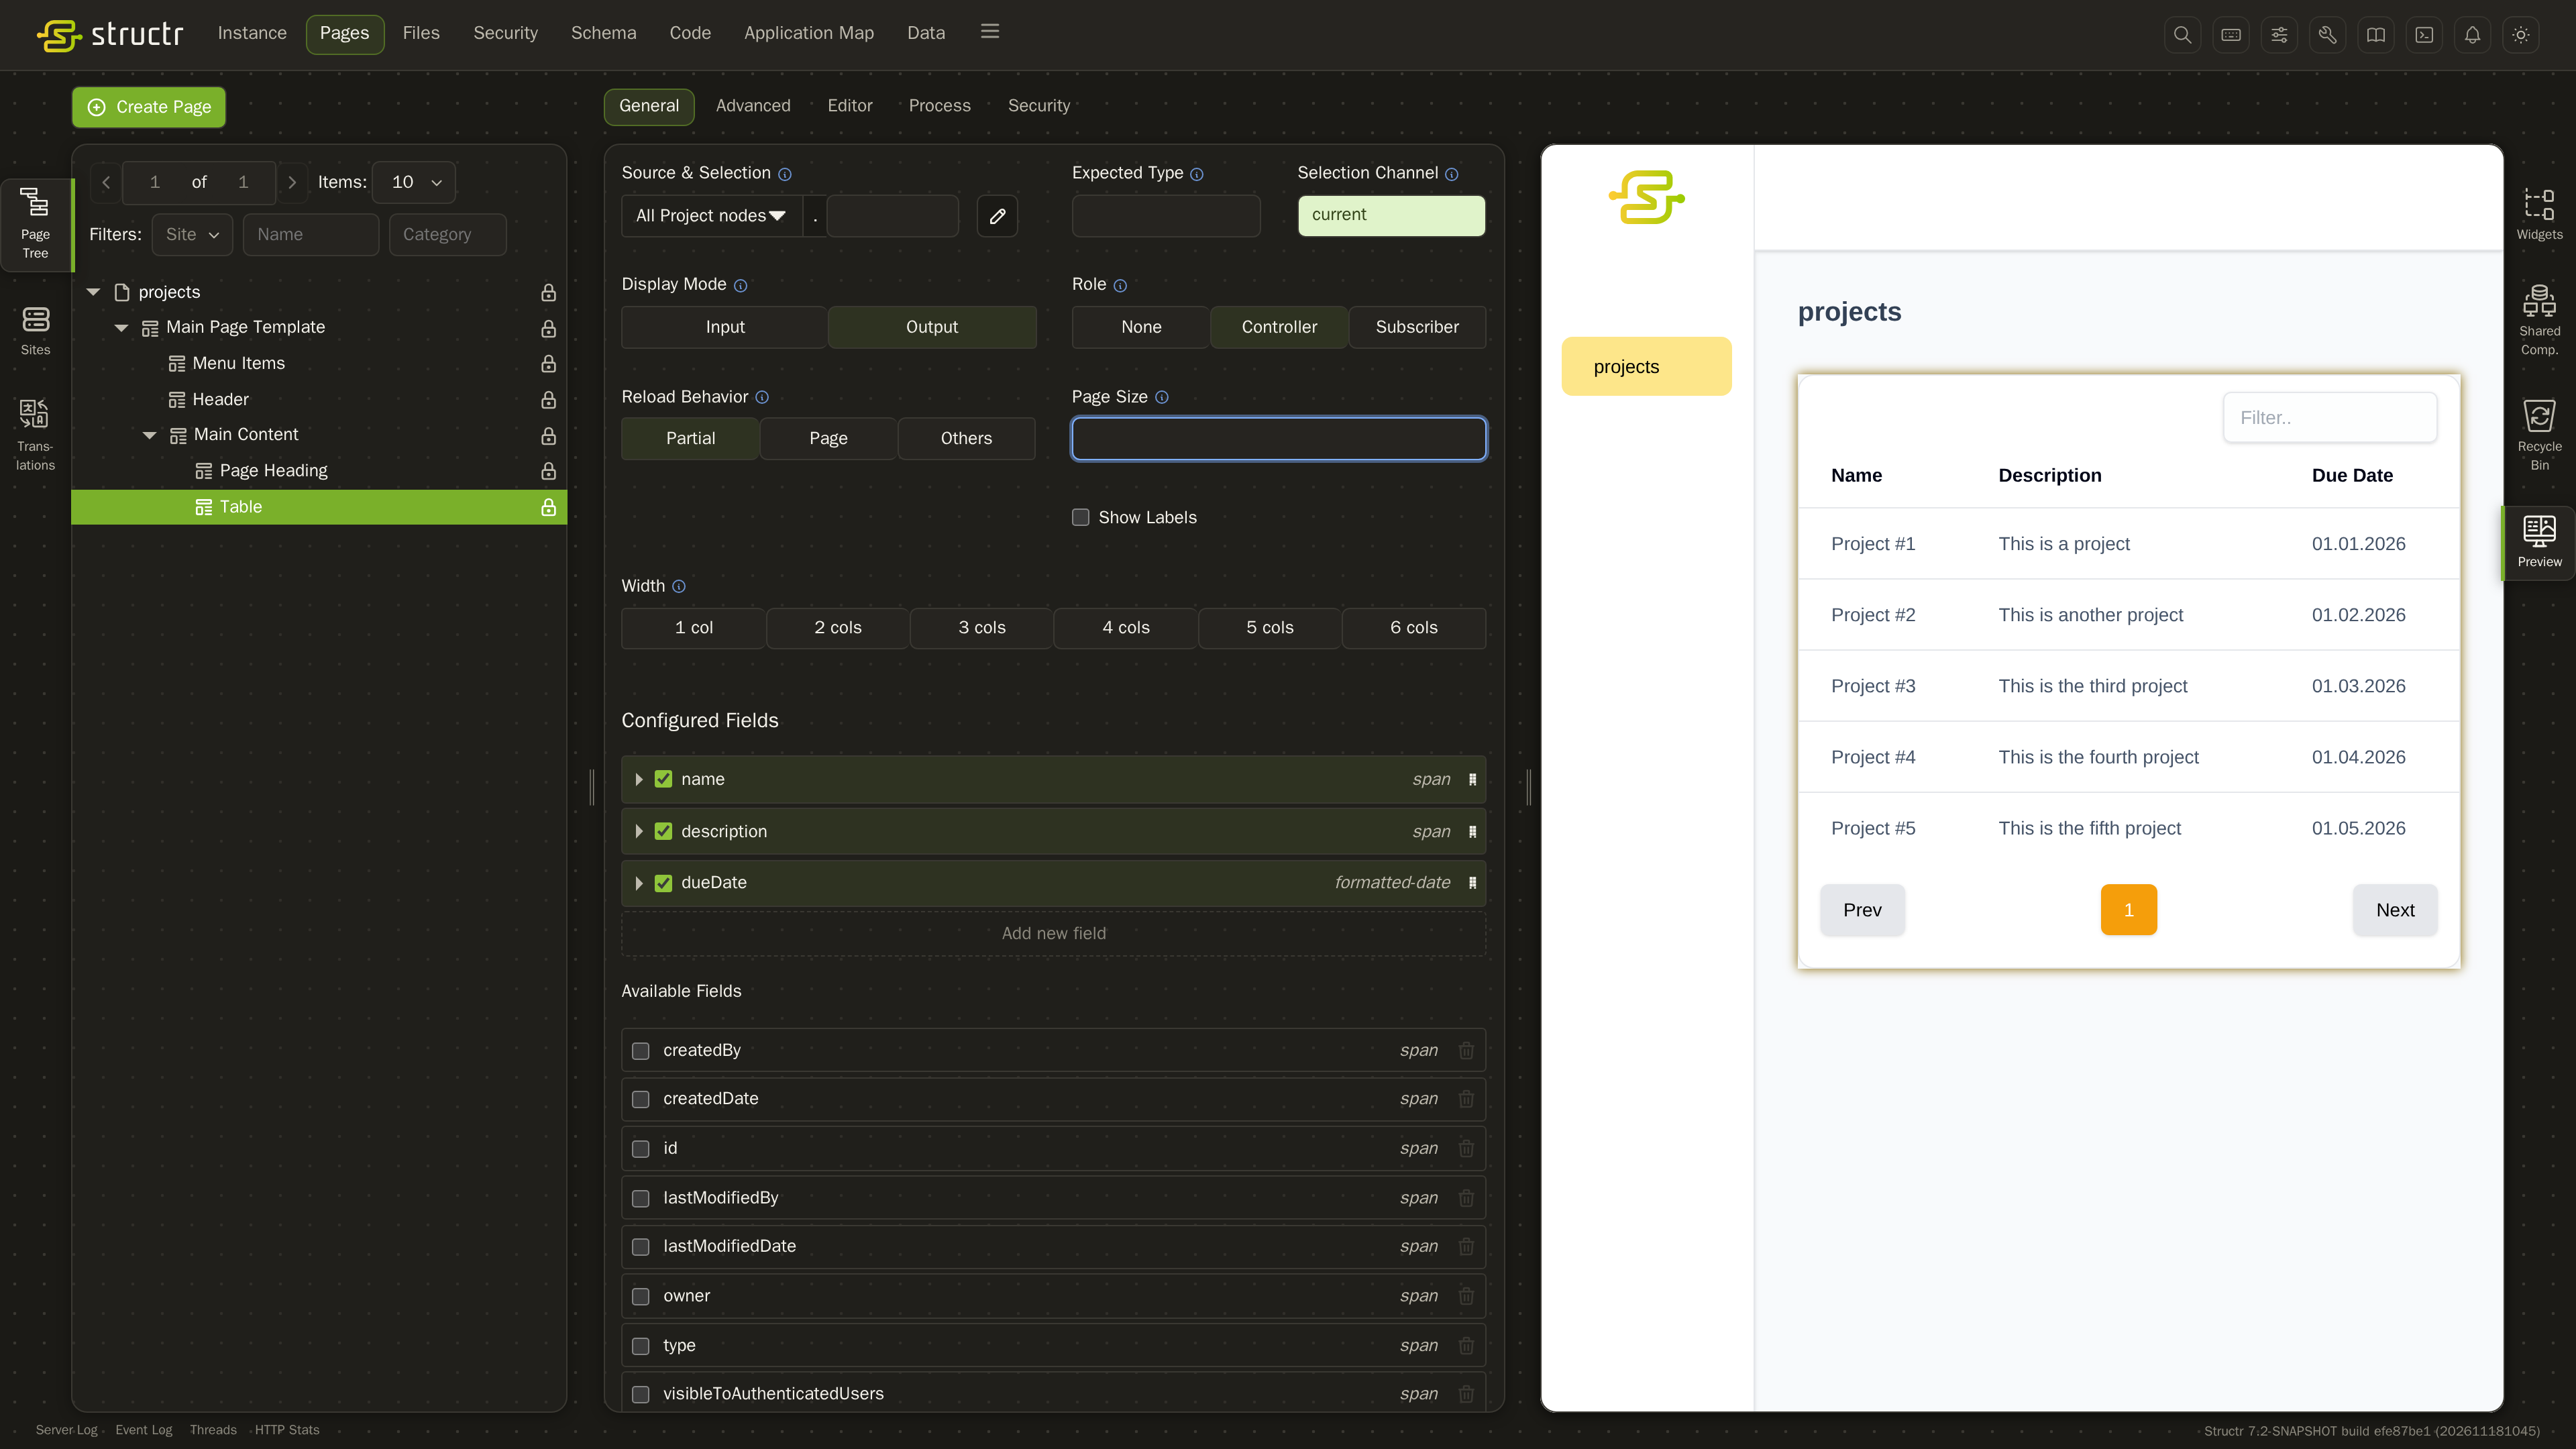 structr
Instance Pages Files Security Schema Code Application Map Data
Create Page
General Advanced Editor Process Security
Page
Tree
Sites
Trans-
lations
1 of 1 Items: 10
Filters: Site Name Category
projects
Main Page Template
Menu Items
Header
Main Content
Page Heading
Table
Source & Selection
All Project nodes .
Expected Type
Selection Channel
current
Display Mode
Input Output
Role
None Controller Subscriber
Reload Behavior
Partial Page Others
Page Size
Show Labels
Width
1 col 2 cols 3 cols 4 cols 5 cols 6 cols
Configured Fields
name span
description span
dueDate formatted-date
Add new field
Available Fields
createdBy span
createdDate span
id span
lastModifiedBy span
lastModifiedDate span
owner span
type span
visibleToAuthenticatedUsers span
projects
projects
Filter..
Name Description Due Date
Project #1 This is a project 01.01.2026
Project #2 This is another project 01.02.2026
Project #3 This is the third project 01.03.2026
Project #4 This is the fourth project 01.04.2026
Project #5 This is the fifth project 01.05.2026
Prev 1 Next
Widgets
Shared
Comp.
Recycle
Bin
Preview
Server Log Event Log Threads HTTP Stats
Structr 7.2-SNAPSHOT build efe87be1 (202611181045)